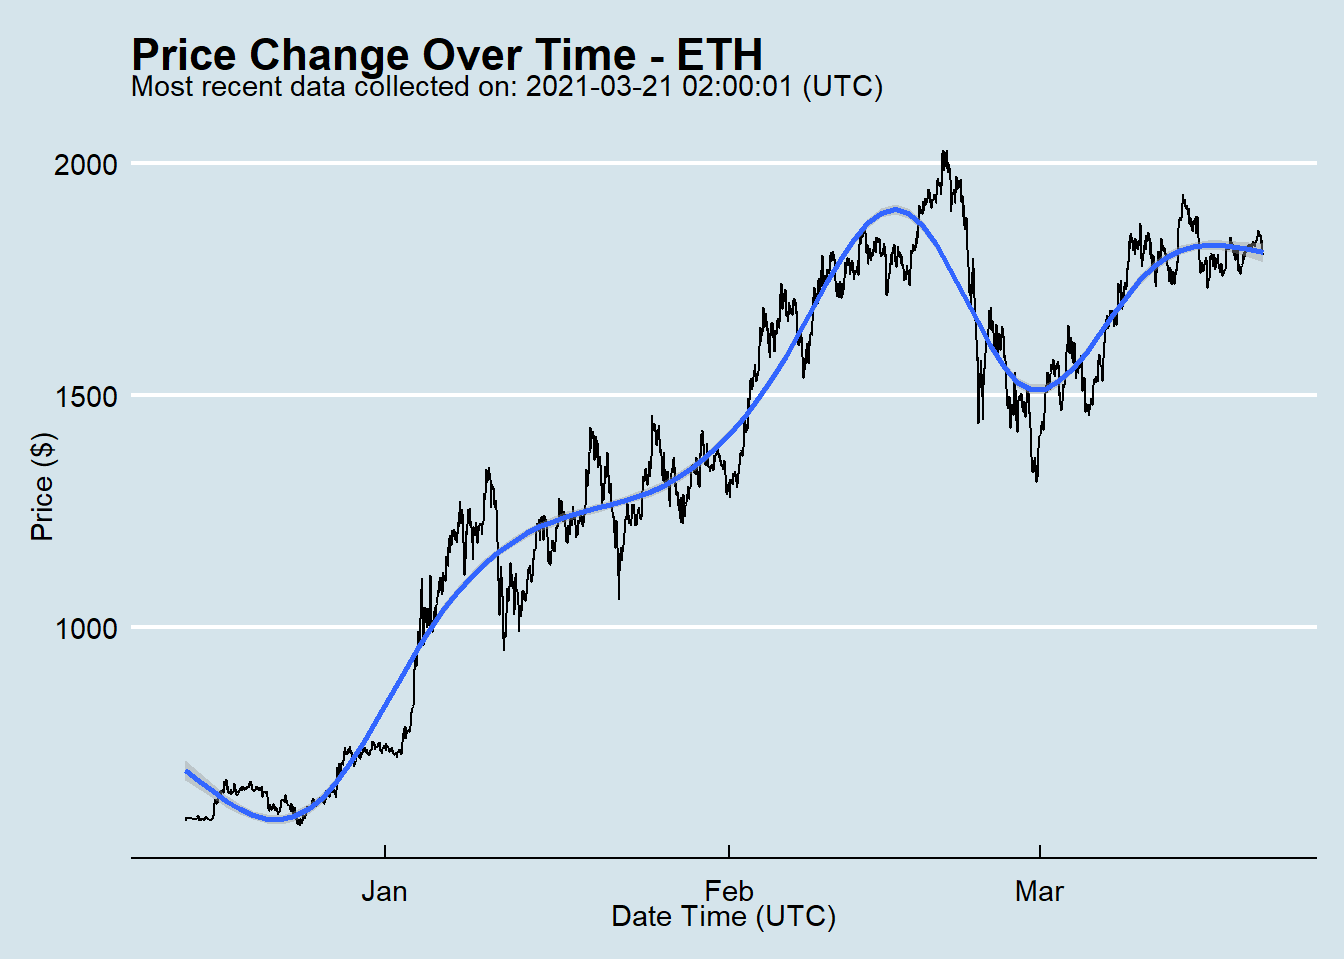 Price Change Over Time - ETH
Most recent data collected on: 2021-03-21 02:00:01 (UTC)
2000
1500
1000
Price ($)
Jan
Feb
Mar
Date Time (UTC)